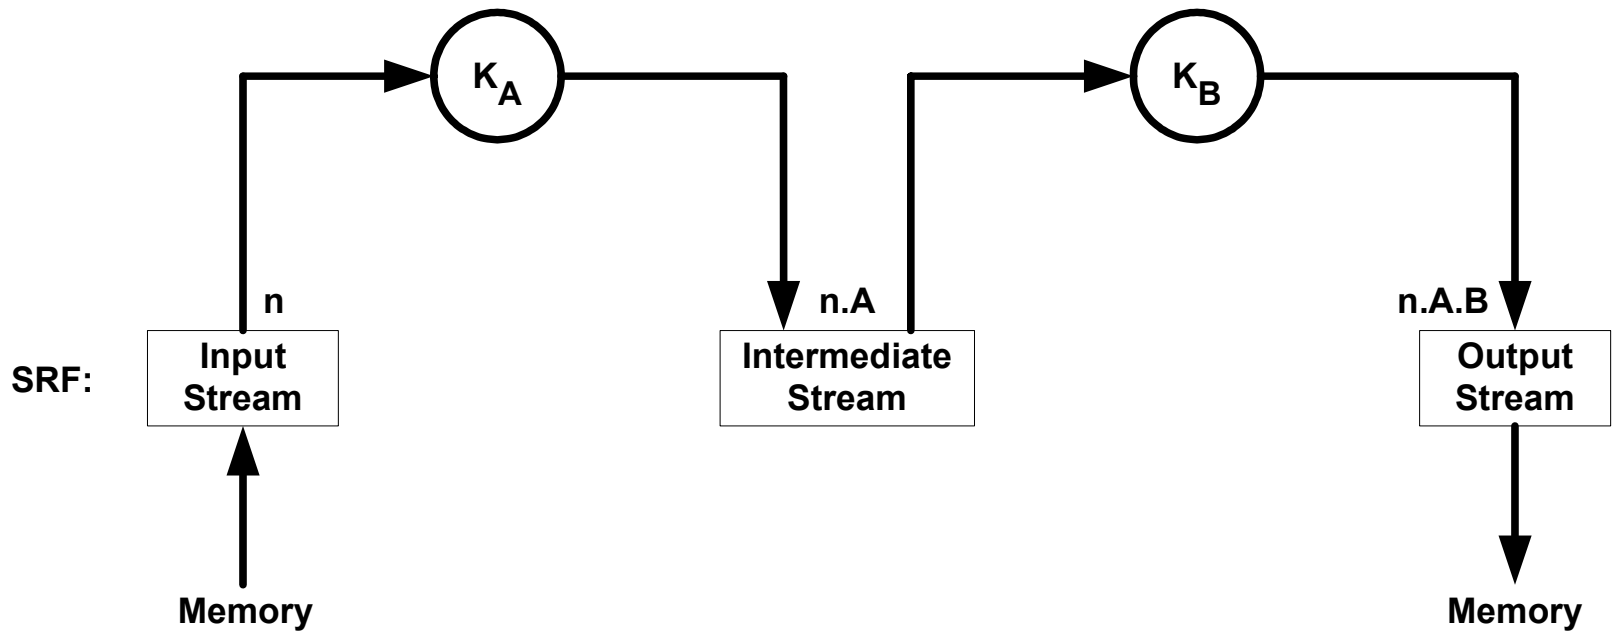 K_A
K_B
n
n.A
n.A.B
SRF:
Input
Stream
Intermediate
Stream
Output
Stream
Memory
Memory